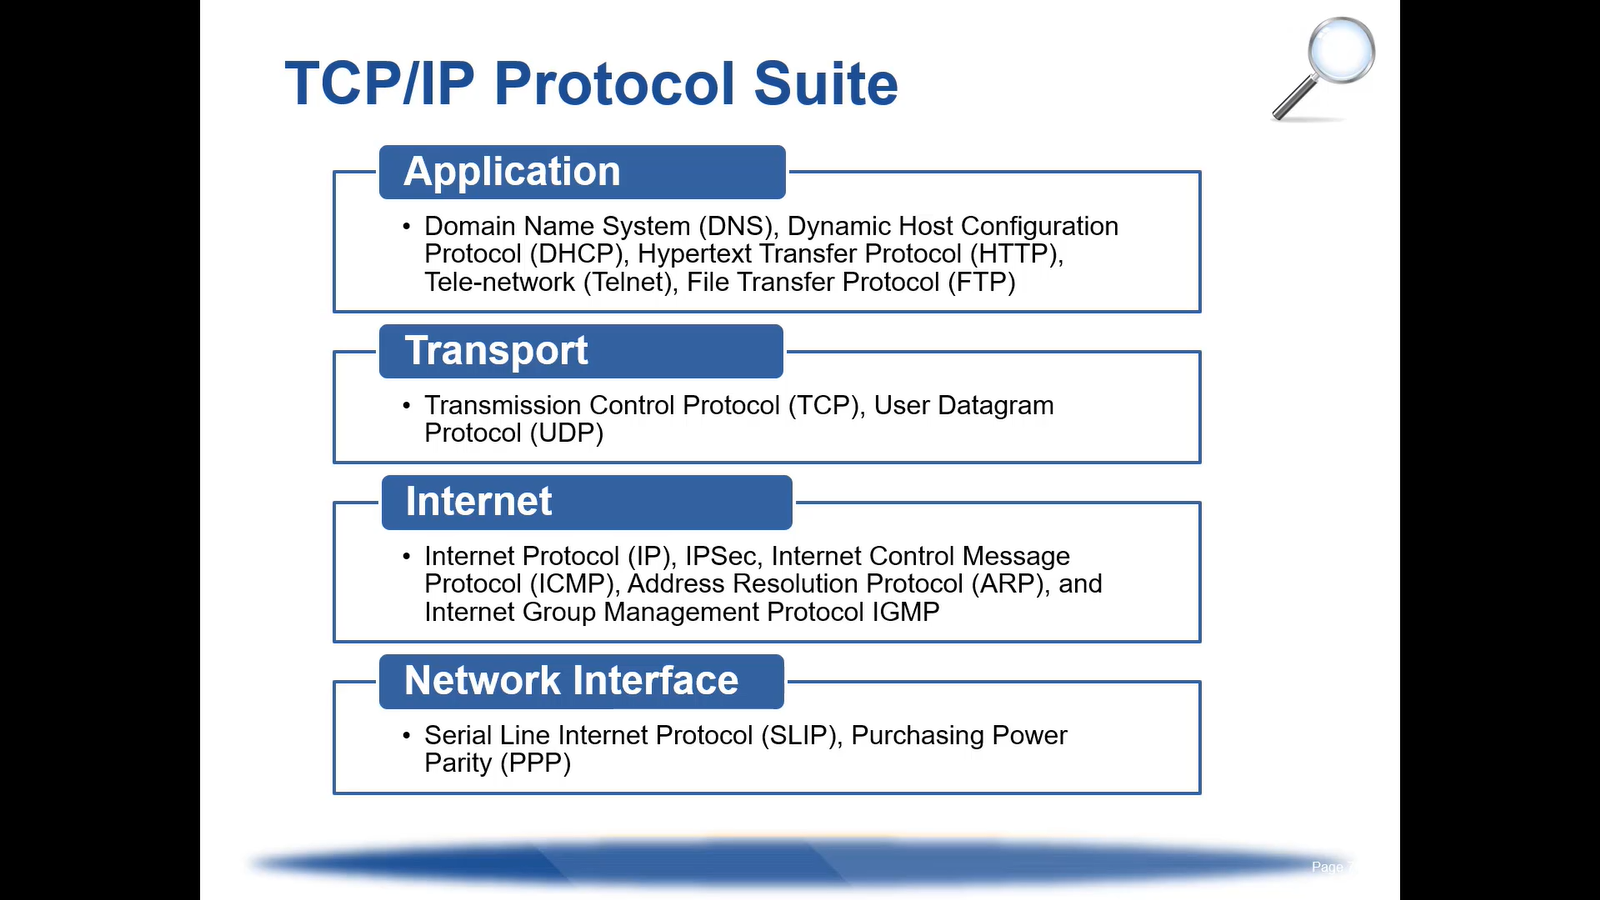 TCP/IP Protocol Suite
Application
• Domain Name System (DNS), Dynamic Host Configuration
Protocol (DHCP), Hypertext Transfer Protocol (HTTP),
Tele-network (Telnet), File Transfer Protocol (FTP)
Transport
• Transmission Control Protocol (TCP), User Datagram
Protocol (UDP)
Internet
• Internet Protocol (IP), IPSec, Internet Control Message
Protocol (ICMP), Address Resolution Protocol (ARP), and
Internet Group Management Protocol IGMP
Network Interface
• Serial Line Internet Protocol (SLIP), Purchasing Power
Parity (PPP)
Page